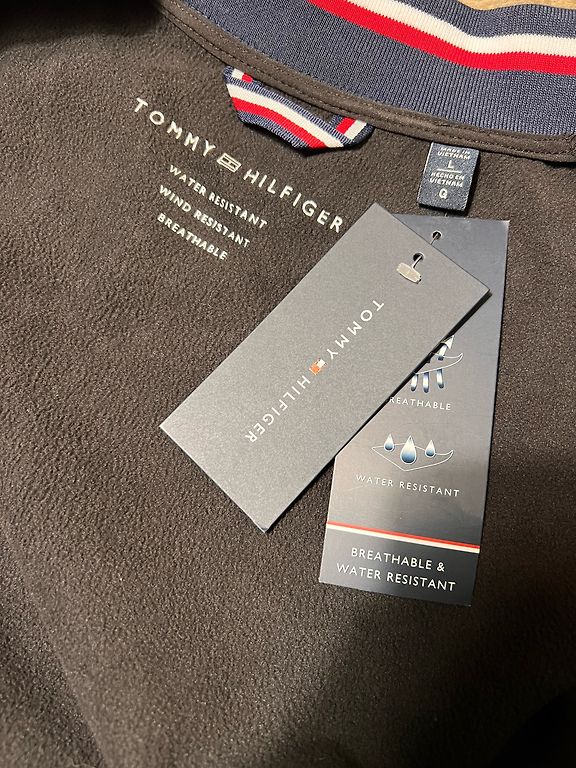 TOMMY HILFIGER
WATER RESISTANT
WIND RESISTANT
BREATHABLE
MADE IN
VIETNAM
L
HECHO EN
VIETNAM
G
TOMMY HILFIGER
REATHABLE
WATER RESISTANT
BREATHABLE &
WATER RESISTANT